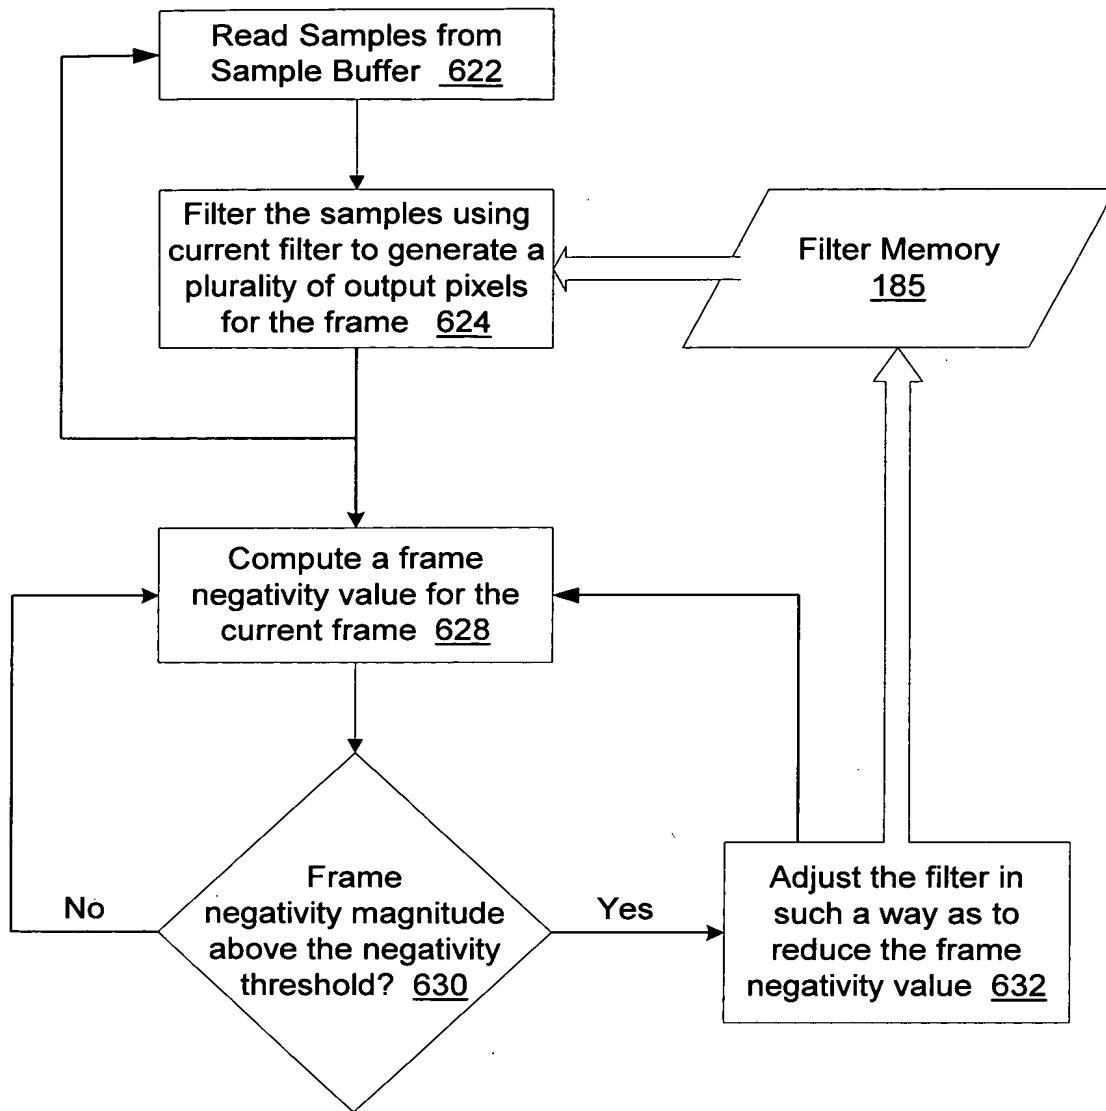 Read Samples from
Sample Buffer 622
Filter the samples using
current filter to generate a
plurality of output pixels
for the frame 624
Filter Memory
185
Compute a frame
negativity value for the
current frame 628
Frame
negativity magnitude
above the negativity
threshold? 630
No
Yes
Adjust the filter in
such a way as to
reduce the frame
negativity value 632